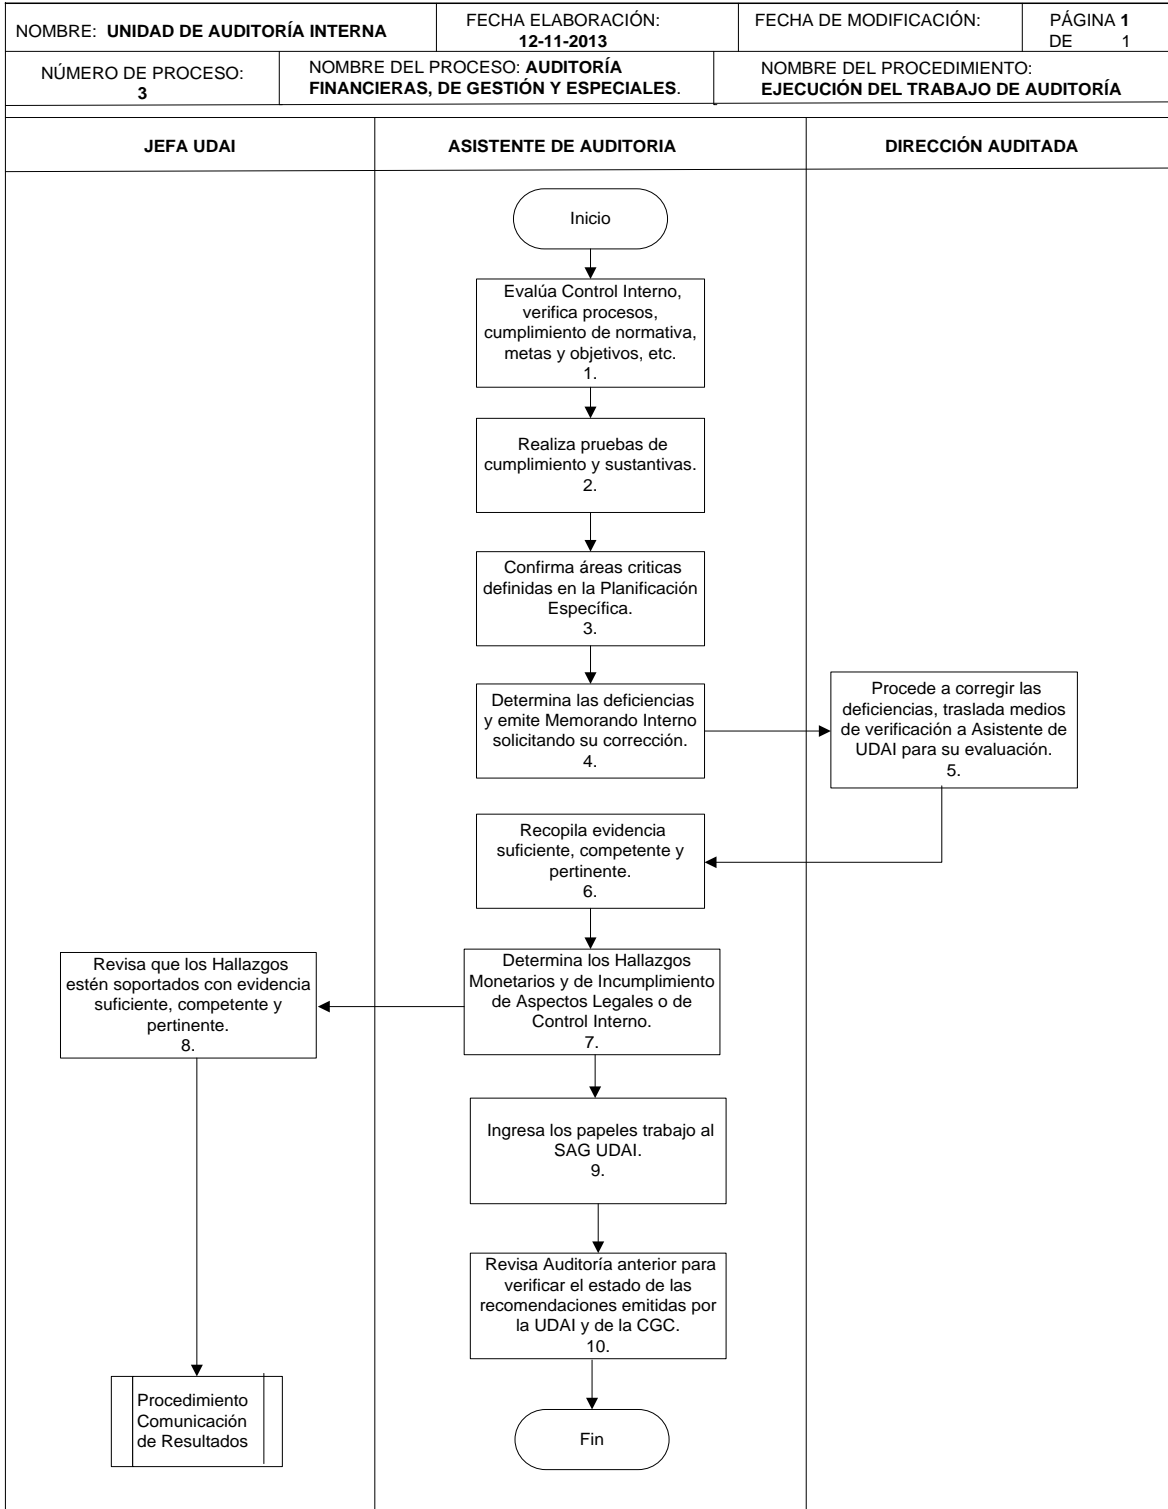 NOMBRE: UNIDAD DE AUDITORÍA INTERNA
FECHA ELABORACIÓN:
12-11-2013
FECHA DE MODIFICACIÓN:
PÁGINA 1
DE 1
NÚMERO DE PROCESO:
3
NOMBRE DEL PROCESO: AUDITORÍA
FINANCIERAS, DE GESTIÓN Y ESPECIALES.
NOMBRE DEL PROCEDIMIENTO:
EJECUCIÓN DEL TRABAJO DE AUDITORÍA
JEFA UDAI
ASISTENTE DE AUDITORIA
DIRECCIÓN AUDITADA
Inicio
Evalúa Control Interno,
verifica procesos,
cumplimiento de normativa,
metas y objetivos, etc.
1.
Realiza pruebas de
cumplimiento y sustantivas.
2.
Confirma áreas criticas
definidas en la Planificación
Específica.
3.
Determina las deficiencias
y emite Memorando Interno
solicitando su corrección.
4.
Procede a corregir las
deficiencias, traslada medios
de verificación a Asistente de
UDAI para su evaluación.
5.
Recopila evidencia
suficiente, competente y
pertinente.
6.
Determina los Hallazgos
Monetarios y de Incumplimiento
de Aspectos Legales o de
Control Interno.
7.
Revisa que los Hallazgos
estén soportados con evidencia
suficiente, competente y
pertinente.
8.
Ingresa los papeles trabajo al
SAG UDAI.
9.
Revisa Auditoría anterior para
verificar el estado de las
recomendaciones emitidas por
la UDAI y de la CGC.
10.
Procedimiento
Comunicación
de Resultados
Fin